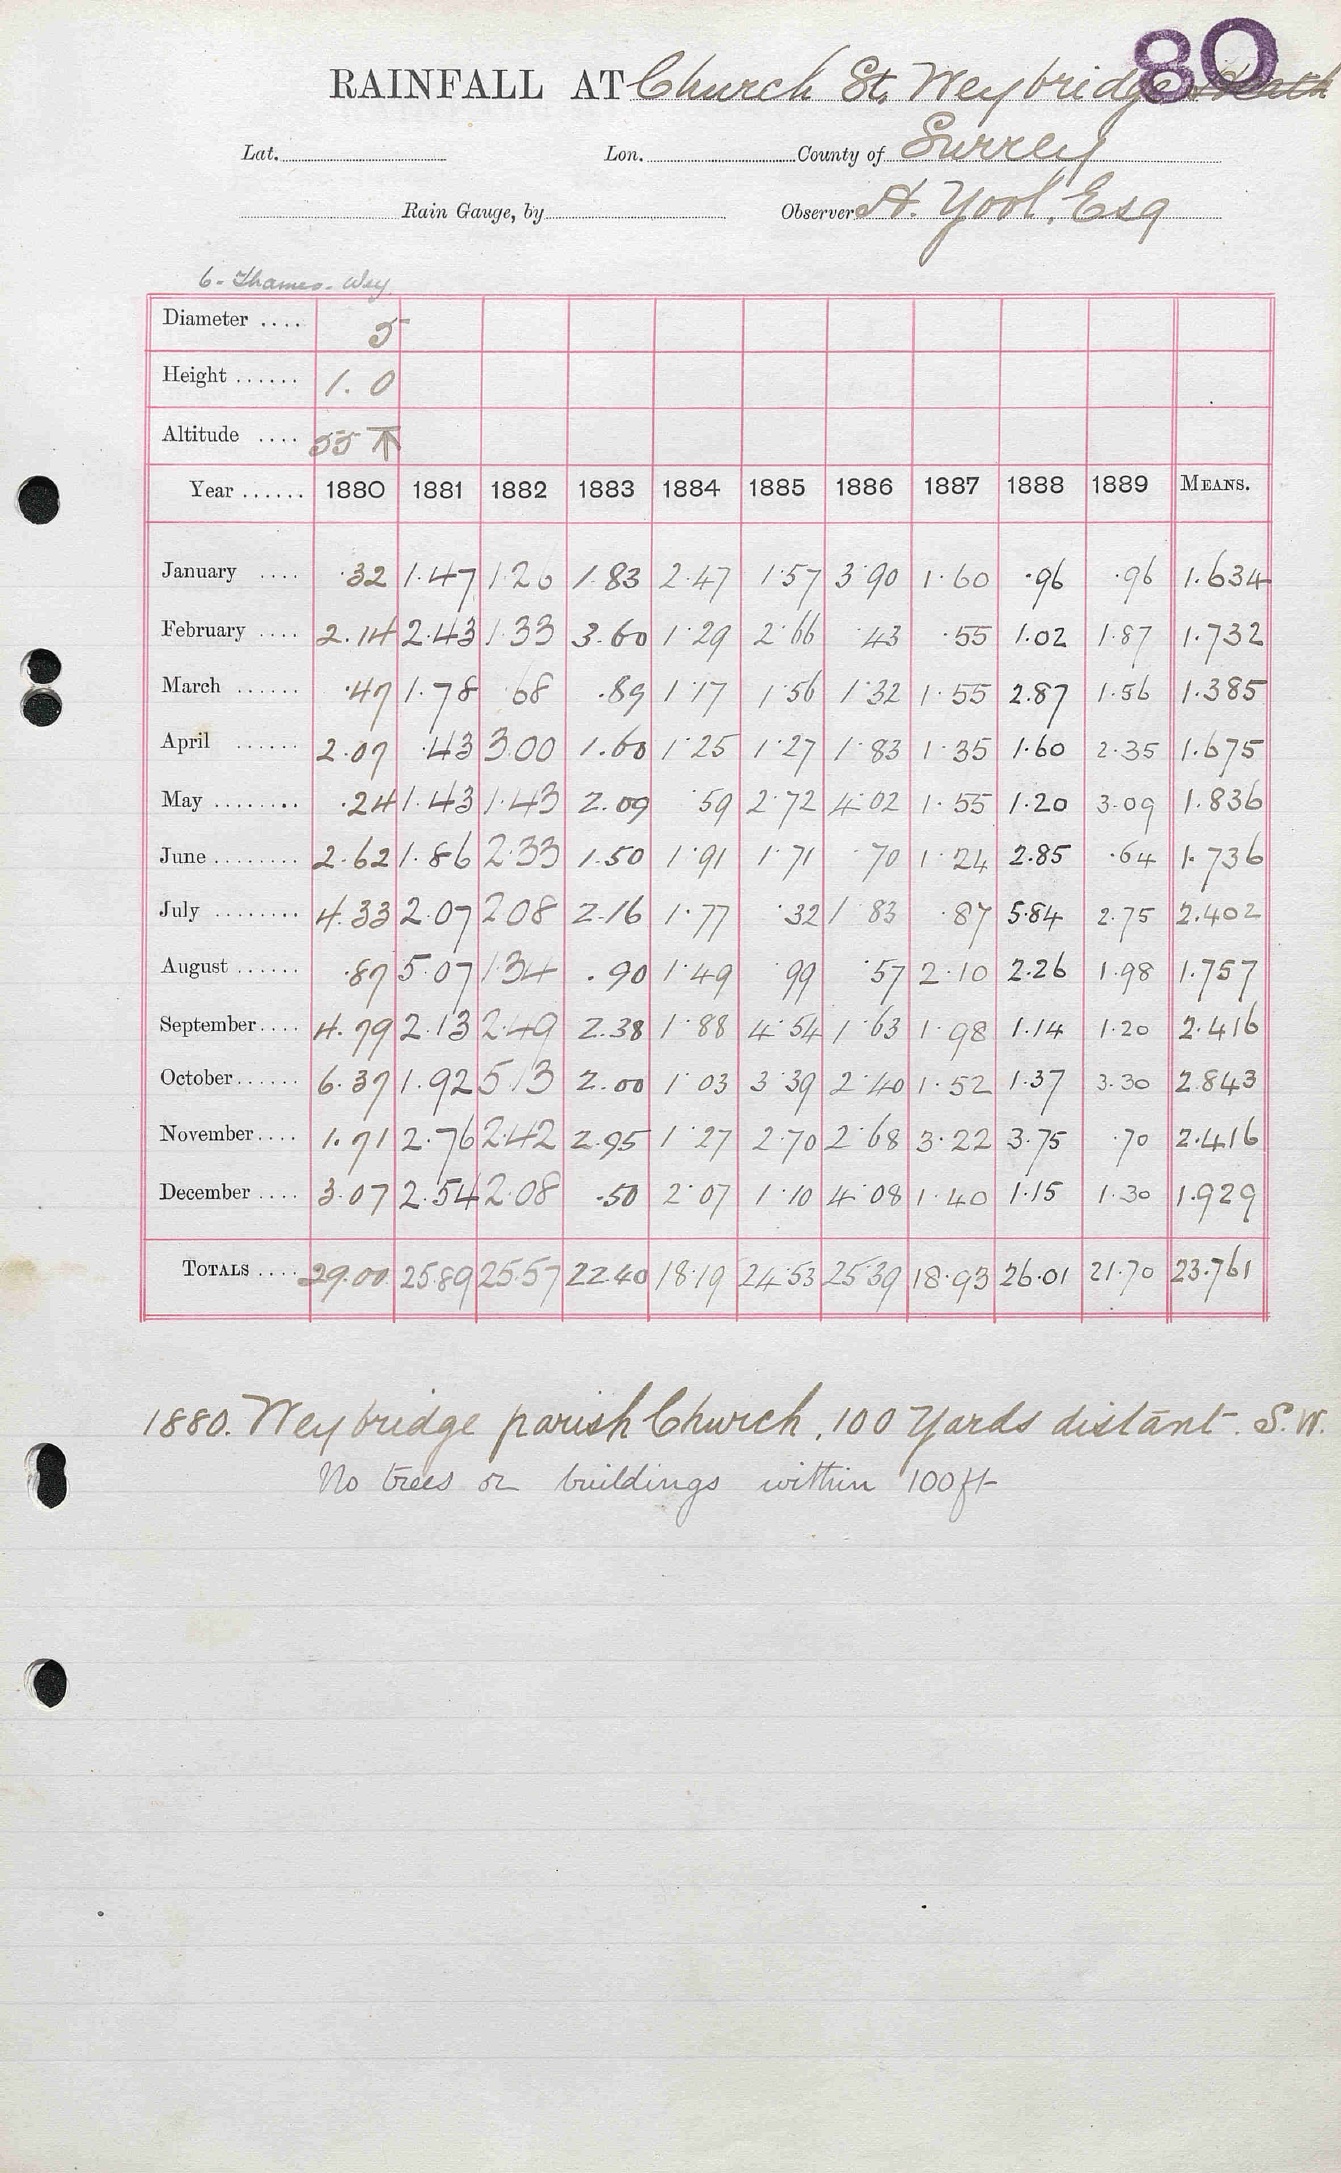 80
RAINFALL AT Church St. Weybridge Heath
Lat. Lon. County of Surrey
Rain Gauge, by Observer A. Yool, Esq
6 - Thames - Wey
Diameter .... 5
Height ...... 1. 0
Altitude .... 55 ↑
Year ...... 1880 1881 1882 1883 1884 1885 1886 1887 1888 1889 MEANS.
January .... .32 1.47 1.26 1.83 2.47 1.57 3.90 1.60 .96 .96 1.634
February .... 2.14 2.43 1.33 3.60 1.29 2.66 .43 .55 1.02 1.87 1.732
March ...... .47 1.78 .68 .89 1.17 1.56 1.32 1.55 2.87 1.56 1.385
April ...... 2.07 .43 3.00 1.60 1.25 1.27 1.83 1.35 1.60 2.35 1.675
May ........ .24 1.43 1.43 2.09 .59 2.72 4.02 1.55 1.20 3.09 1.836
June ........ 2.62 1.86 2.33 1.50 1.91 1.71 .70 1.24 2.85 .64 1.736
July ........ 4.33 2.07 2.08 2.16 1.77 .32 1.83 .87 5.84 2.75 2.402
August ...... .87 5.07 1.34 .90 1.49 .99 .57 2.10 2.26 1.98 1.757
September.... 4.79 2.13 2.49 2.38 1.88 4.54 1.63 1.98 1.14 1.20 2.416
October...... 6.37 1.92 5.13 2.00 1.03 3.39 2.40 1.52 1.37 3.30 2.843
November.... 1.71 2.76 2.42 2.95 1.27 2.70 2.68 3.22 3.75 .70 2.416
December .... 3.07 2.54 2.08 .50 2.07 1.10 4.08 1.40 1.15 1.30 1.929
TOTALS .... 29.00 25.89 25.57 22.40 18.19 24.53 25.39 18.93 26.01 21.70 23.761
1880. Weybridge parish Church, 100 Yards distant. S.W.
No trees or buildings within 100ft